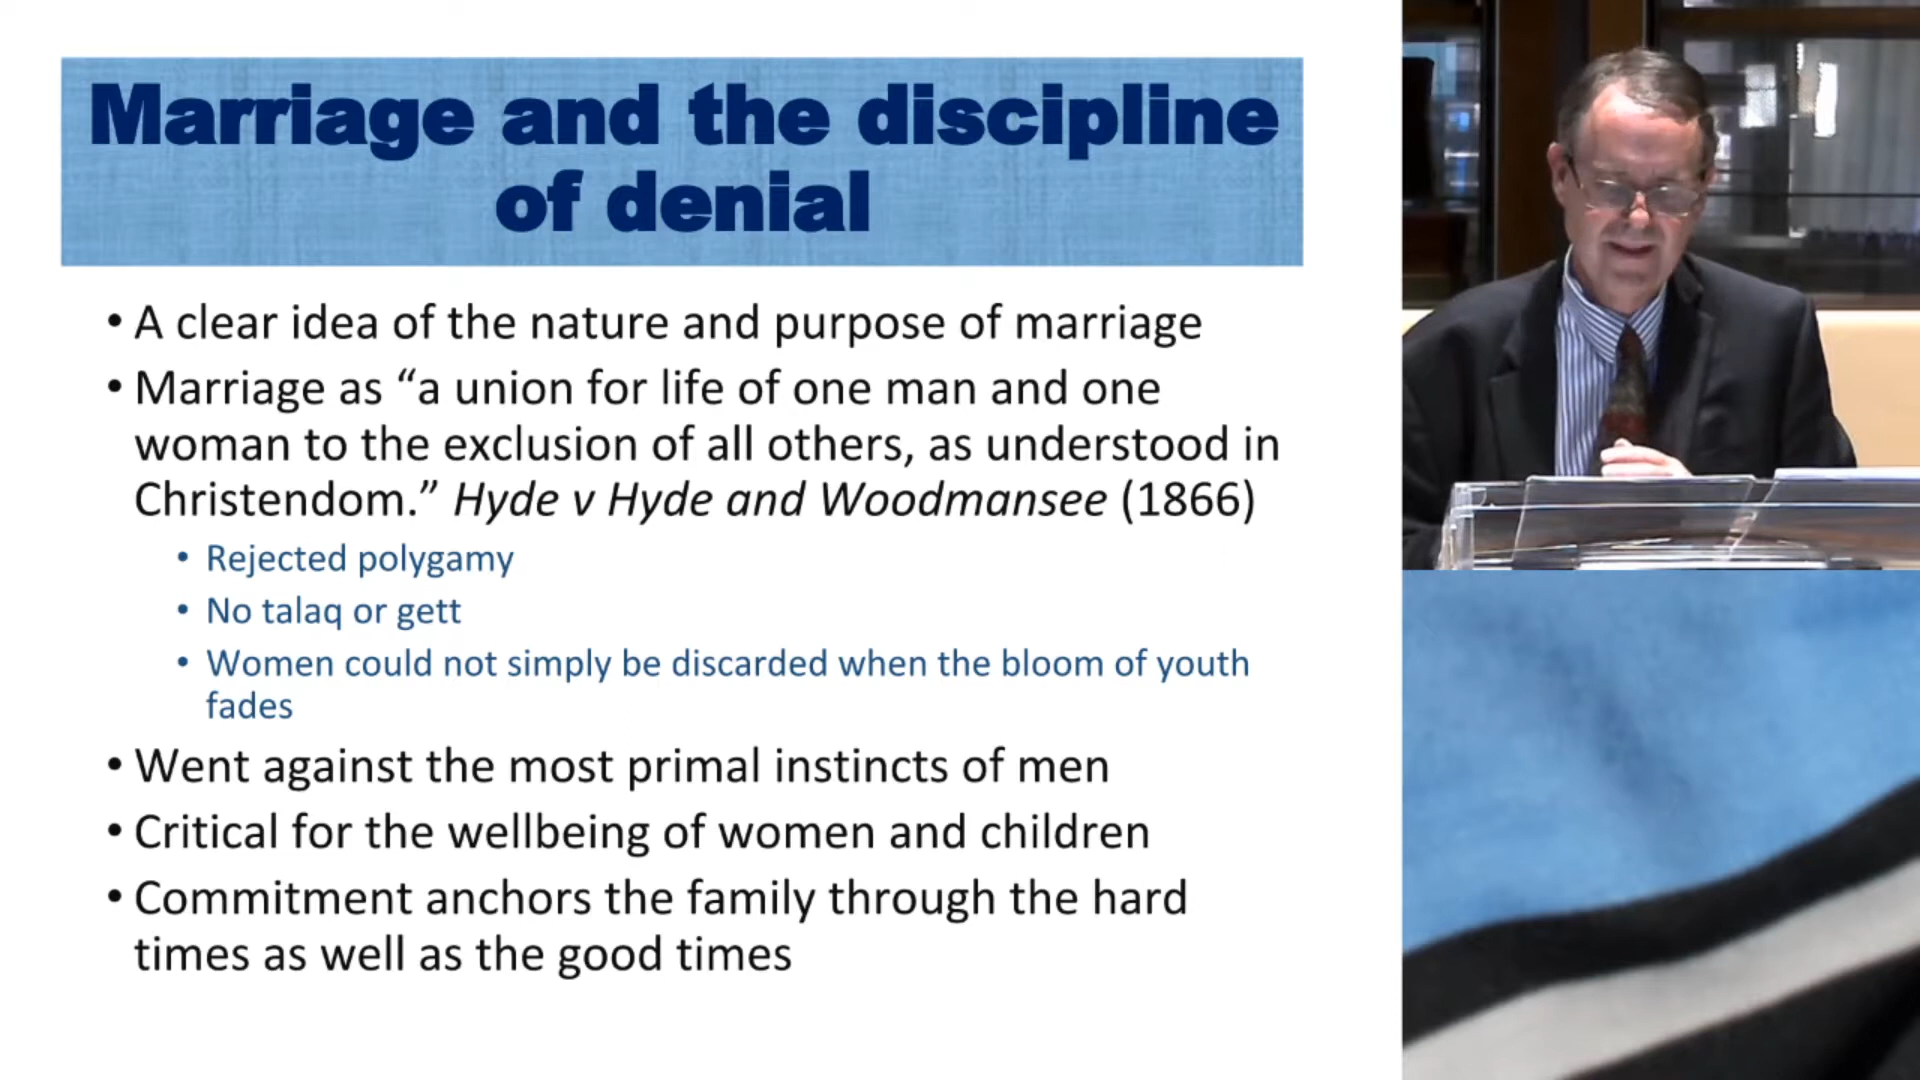 Marriage and the discipline
of denial
• A clear idea of the nature and purpose of marriage
• Marriage as “a union for life of one man and one
woman to the exclusion of all others, as understood in
Christendom.” Hyde v Hyde and Woodmansee (1866)
• Rejected polygamy
• No talaq or gett
• Women could not simply be discarded when the bloom of youth
fades
• Went against the most primal instincts of men
• Critical for the wellbeing of women and children
• Commitment anchors the family through the hard
times as well as the good times